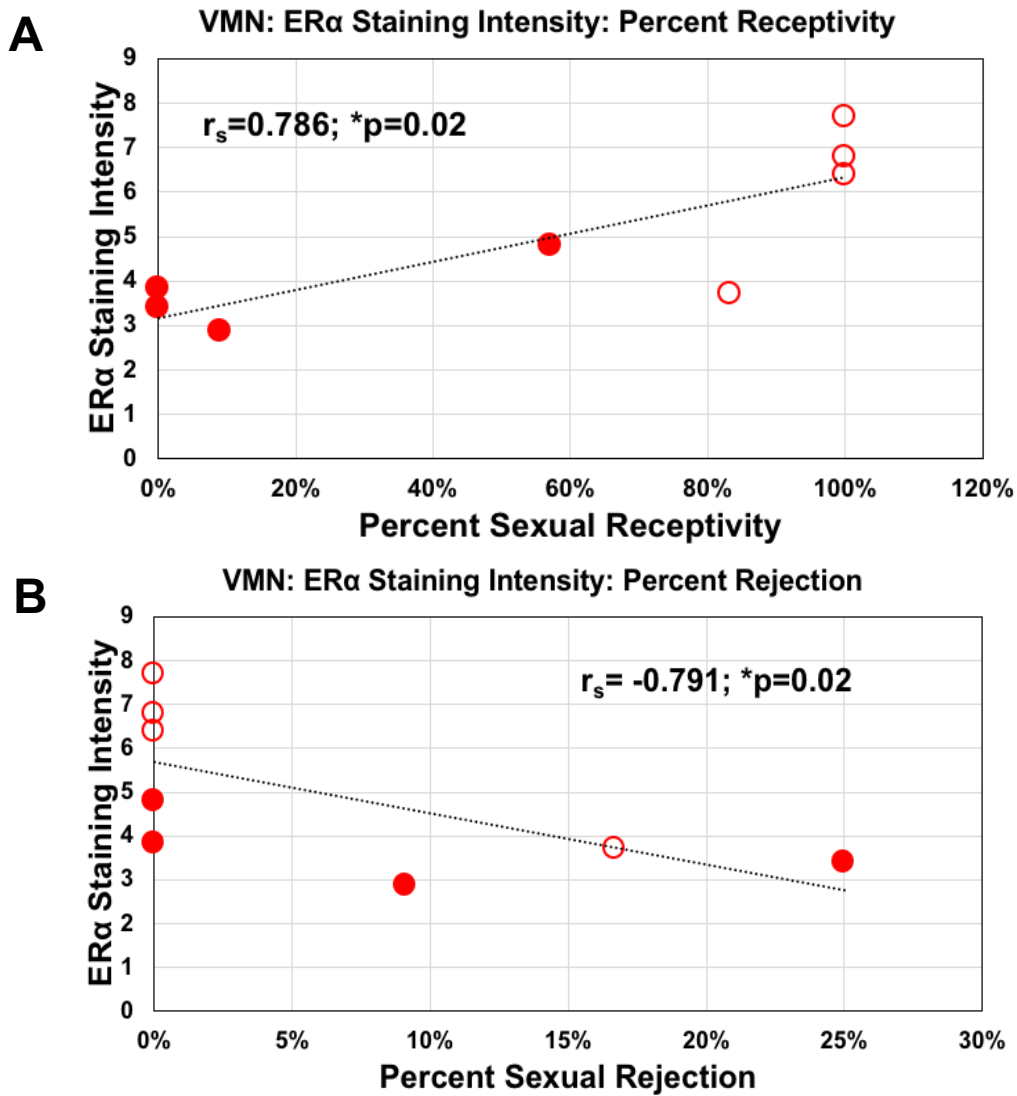 A
VMN: ERα Staining Intensity: Percent Receptivity
ERα Staining Intensity
9
8
7
6
5
4
3
2
1
0
rs=0.786; *p=0.02
0% 20% 40% 60% 80% 100% 120%
Percent Sexual Receptivity
B
VMN: ERα Staining Intensity: Percent Rejection
ERα Staining Intensity
9
8
7
6
5
4
3
2
1
0
rs= -0.791; *p=0.02
0% 5% 10% 15% 20% 25% 30%
Percent Sexual Rejection